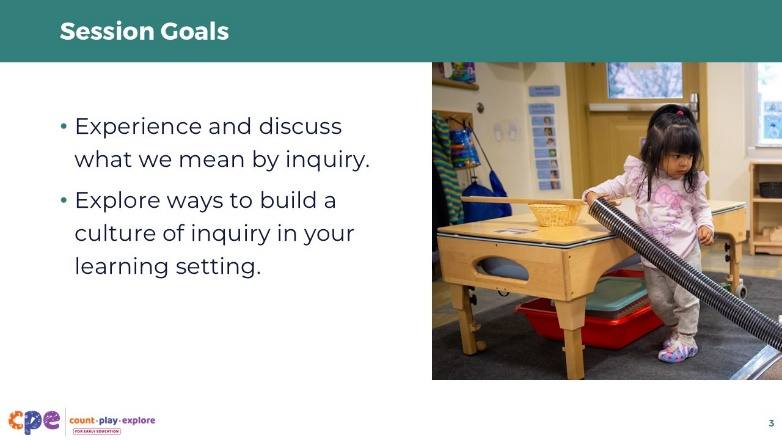 Session Goals
• Experience and discuss
what we mean by inquiry.
• Explore ways to build a
culture of inquiry in your
learning setting.
cpe
count·play·explore
FOR EARLY EDUCATION
3